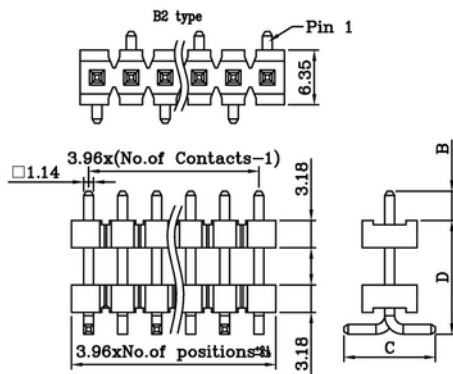 B2 type
Pin 1
6.35
3.96x(No.of Contacts-1)
□1.14
3.18
B
D
3.96xNo.of positions
3.18
C